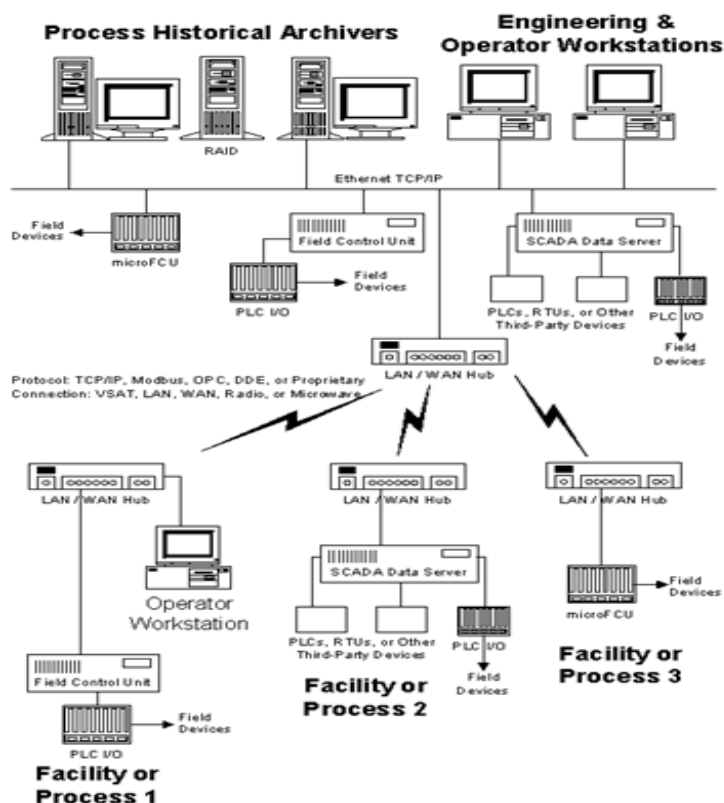 Process Historical Archivers
Engineering &
Operator Workstations
RAID
Ethernet TCP/IP
Field
Devices
microFCU
Field Control Unit
PLC I/O
Field
Devices
SCADA Data Server
PLCs, RTUs, or Other
Third-Party Devices
PLC I/O
Field
Devices
LAN / WAN Hub
Protocol: TCP/IP, Modbus, OPC, DDE, or Proprietary
Connection: VSAT, LAN, WAN, Radio, or Microwave
LAN / WAN Hub
Operator
Workstation
Field Control Unit
PLC I/O
Field
Devices
Facility or
Process 1
LAN / WAN Hub
SCADA Data Server
PLCs, RTUs, or Other
Third-Party Devices
PLC I/O
Field
Devices
Facility or
Process 2
LAN / WAN Hub
microFCU
Field
Devices
Facility or
Process 3